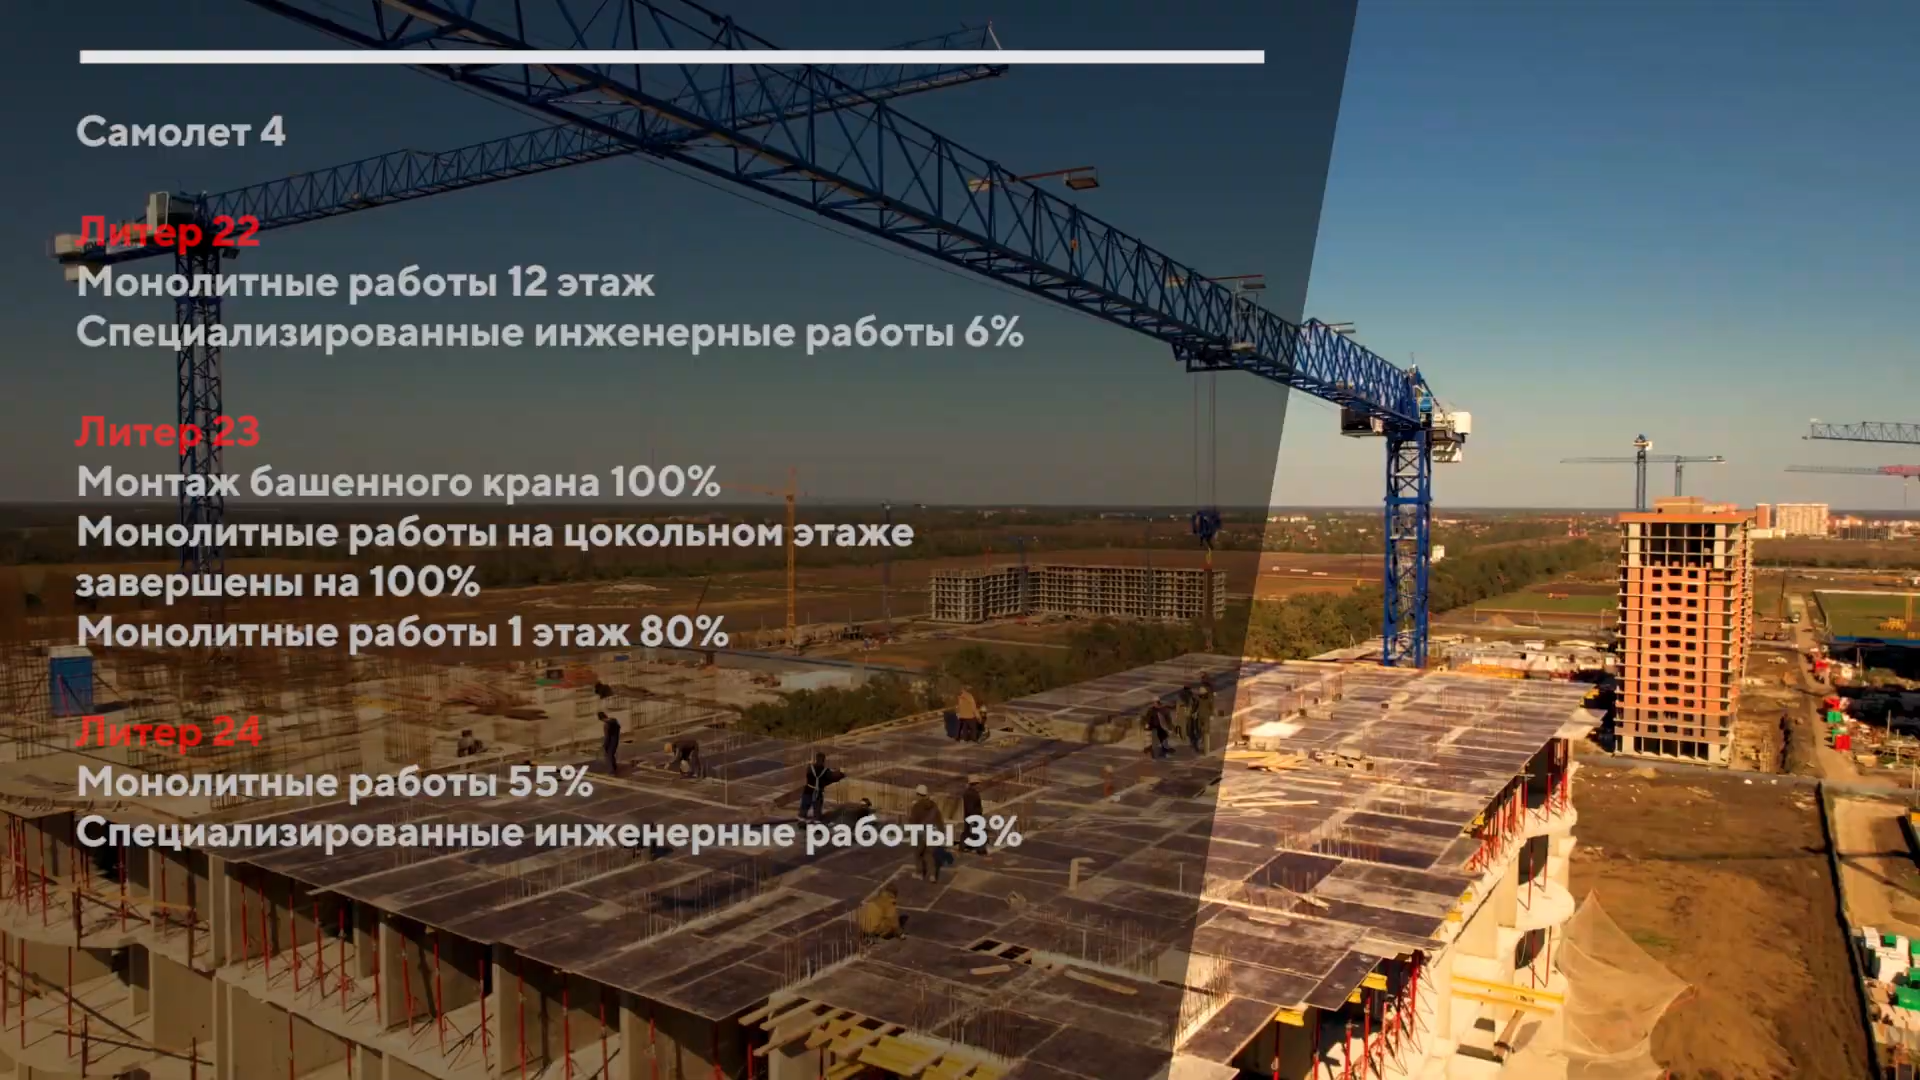 Самолет 4
Литер 22
Монолитные работы 12 этаж
Специализированные инженерные работы 6%
Литер 23
Монтаж башенного крана 100%
Монолитные работы на цокольном этаже
завершены на 100%
Монолитные работы 1 этаж 80%
Литер 24
Монолитные работы 55%
Специализированные инженерные работы 3%